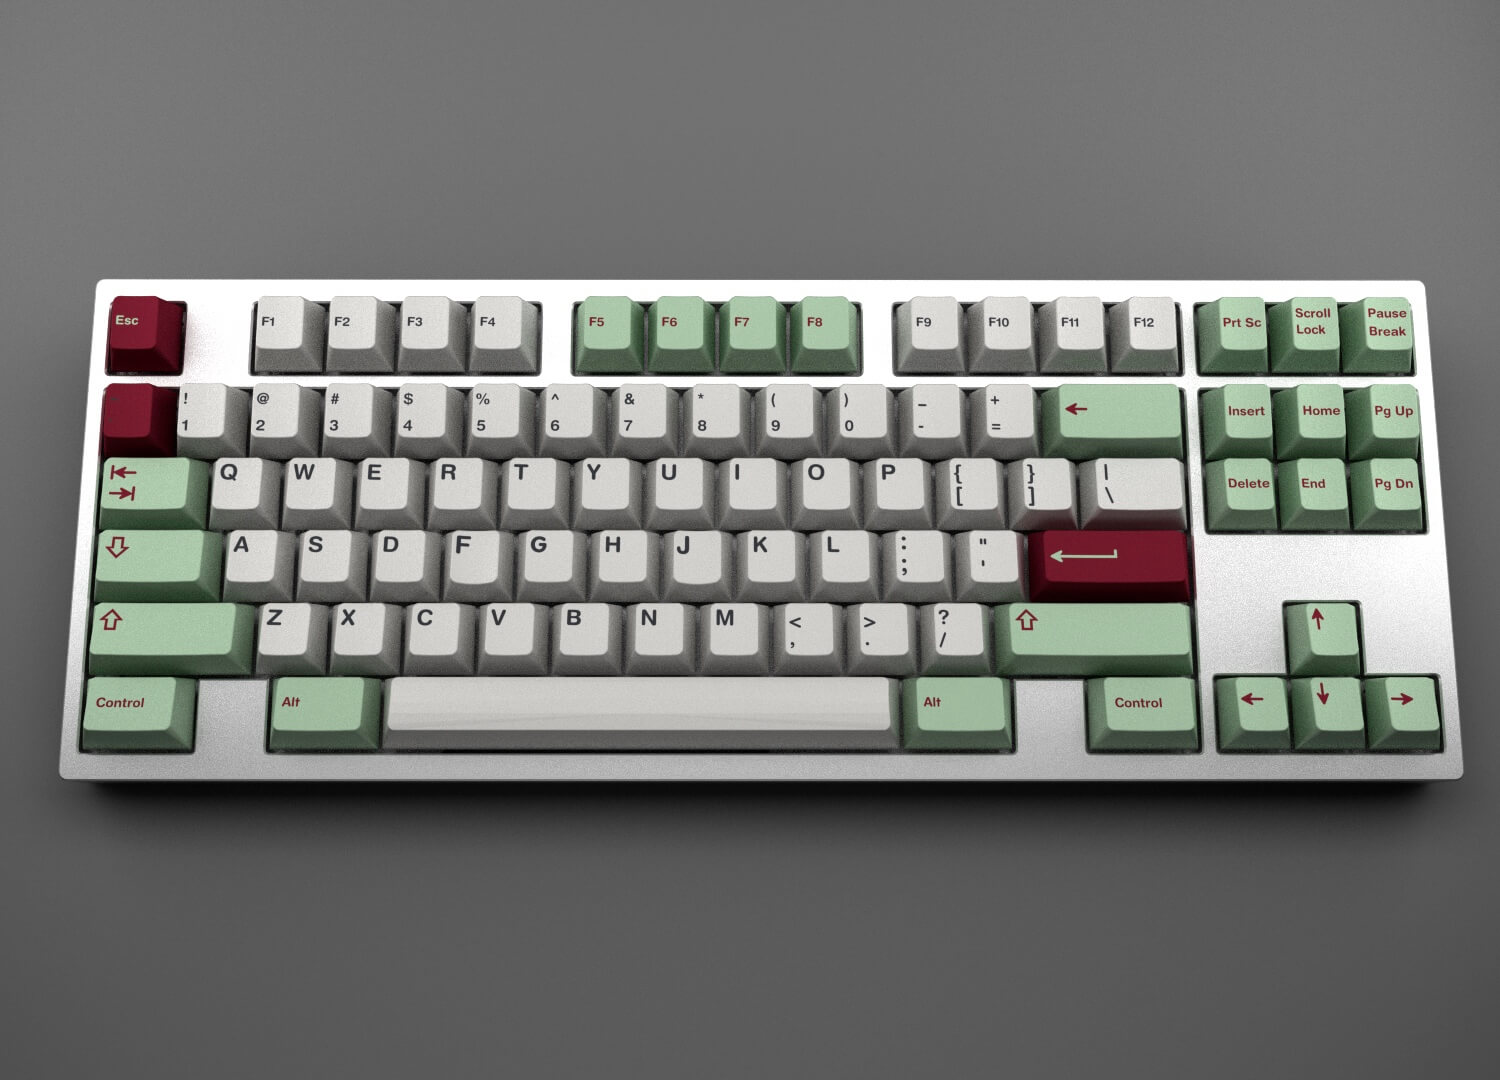 Esc F1 F2 F3 F4 F5 F6 F7 F8 F9 F10 F11 F12 Prt Sc Scroll Lock Pause Break
! @ # $ % ^ & * ( ) _ +
1 2 3 4 5 6 7 8 9 0 - = ← Insert Home Pg Up
Q W E R T Y U I O P { } |
[ ] \ Delete End Pg Dn
A S D F G H J K L : "
; '
Z X C V B N M < > ?
, . / ↑
Control Alt Alt Control ← ↓ →